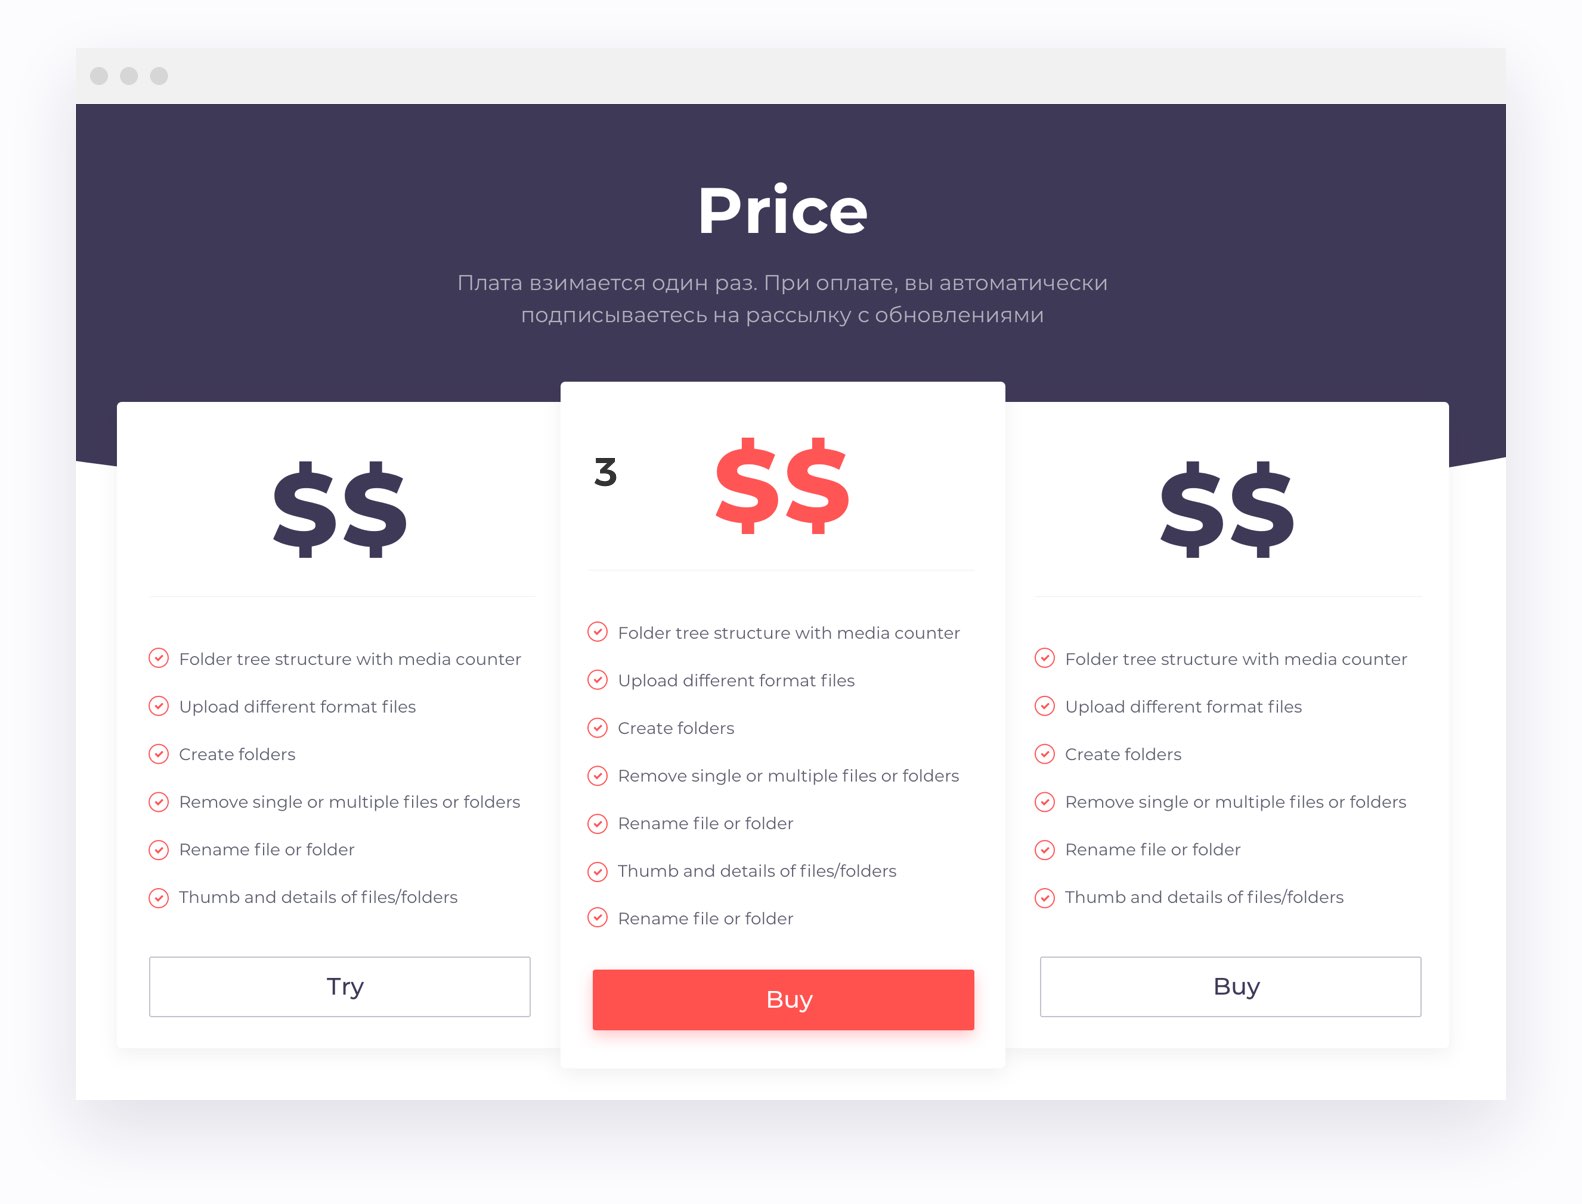 Price
Плата взимается один раз. При оплате, вы автоматически
подписываетесь на рассылку с обновлениями
$$
Folder tree structure with media counter
Upload different format files
Create folders
Remove single or multiple files or folders
Rename file or folder
Thumb and details of files/folders
Try
3
$$
Folder tree structure with media counter
Upload different format files
Create folders
Remove single or multiple files or folders
Rename file or folder
Thumb and details of files/folders
Rename file or folder
Buy
$$
Folder tree structure with media counter
Upload different format files
Create folders
Remove single or multiple files or folders
Rename file or folder
Thumb and details of files/folders
Buy